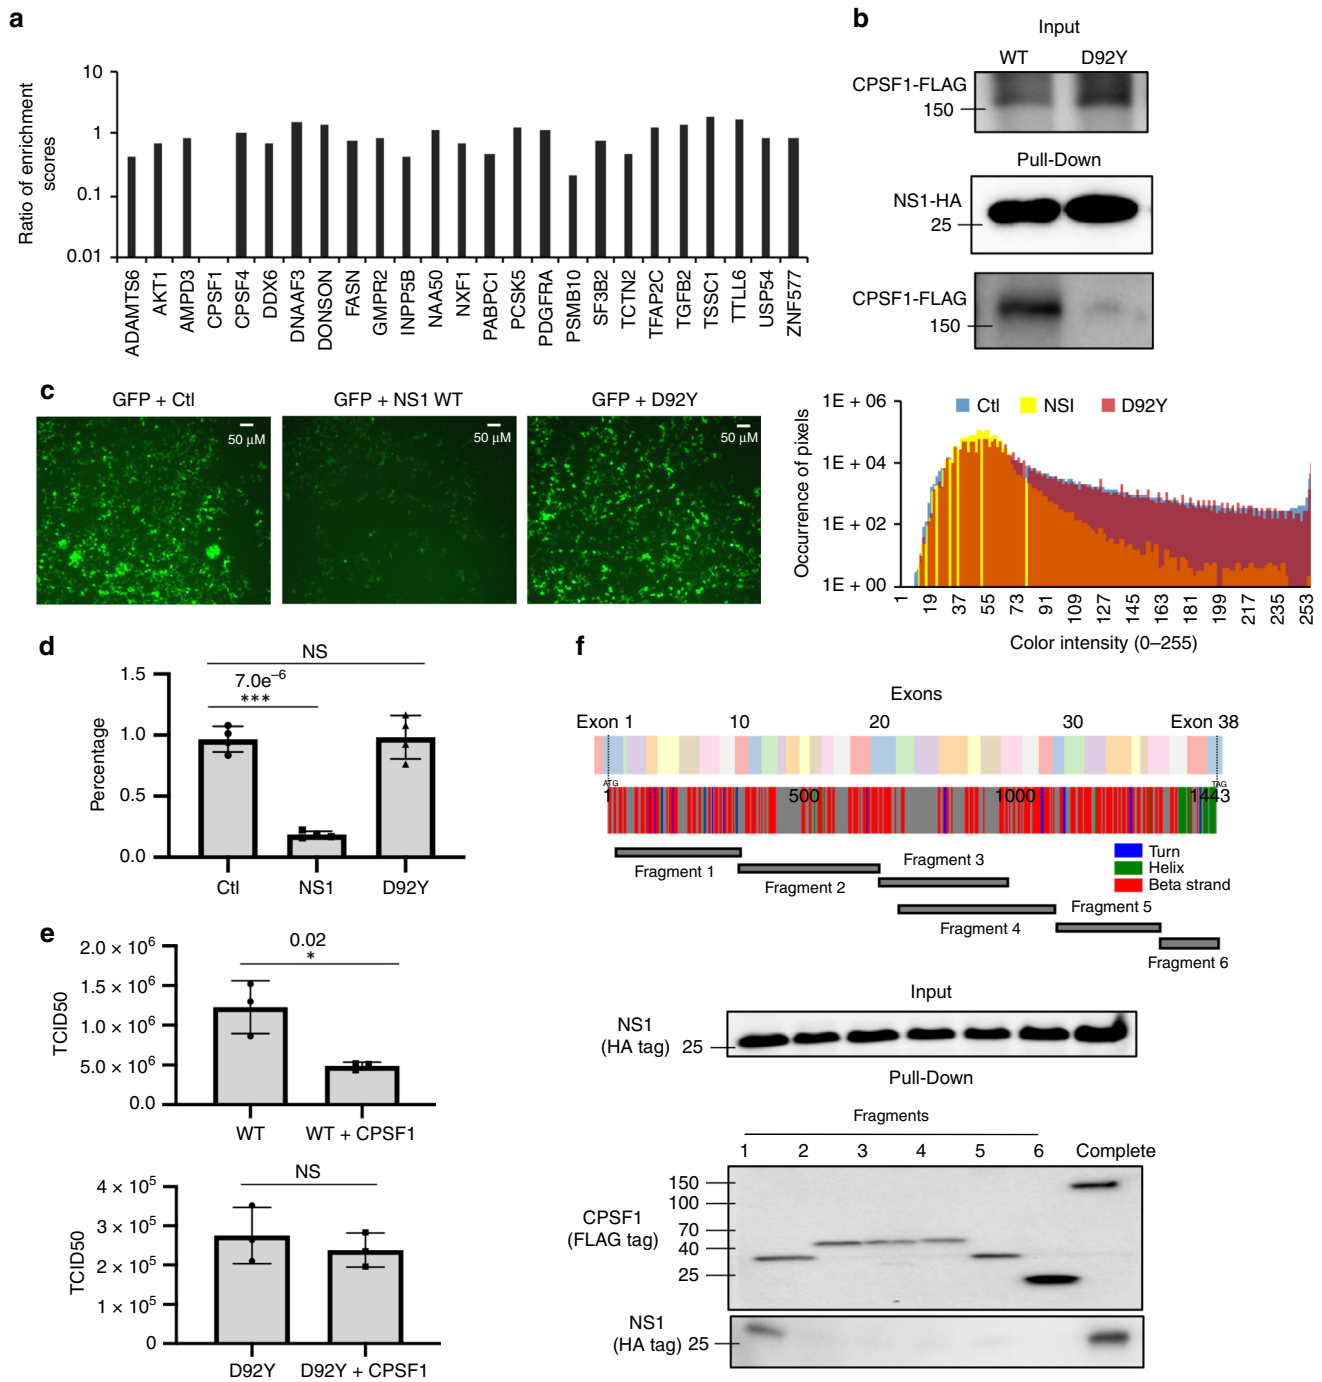 a
Ratio of enrichment scores
10
1
0.1
0.01
ADAMTS6
AKT1
AMPD3
CPSF1
CPSF4
DDX6
DNAAF3
DONSON
FASN
GMPR2
INPP5B
NAA50
NXF1
PABPC1
PCSK5
PDGFRA
PSMB10
SF3B2
TCTN2
TFAP2C
TGFB2
TSSC1
TTLL6
USP54
ZNF577
b
Input
WT D92Y
CPSF1-FLAG
150
Pull-Down
NS1-HA
25
CPSF1-FLAG
150
c
GFP + Ctl
GFP + NS1 WT
GFP + D92Y
50 µM
50 µM
50 µM
Occurrence of pixels
1E + 06
1E + 04
1E + 02
1E + 00
Ctl NSI D92Y
1 19 37 55 73 91 109 127 145 163 181 199 217 235 253
Color intensity (0–255)
d
Percentage
1.5
1.0
0.5
0.0
NS
7.0e–6
***
Ctl NS1 D92Y
e
TCID50
2.0 × 10⁶
1.5 × 10⁶
1.0 × 10⁶
5.0 × 10⁶
0.0
0.02
*
WT WT + CPSF1
TCID50
4 × 10⁵
3 × 10⁵
2 × 10⁵
1 × 10⁵
0
NS
D92Y D92Y + CPSF1
f
Exons
Exon 1 10 20 30 Exon 38
ATG TAG
1 500 1000 1443
Turn
Helix
Beta strand
Fragment 1
Fragment 2
Fragment 3
Fragment 4
Fragment 5
Fragment 6
Input
NS1
(HA tag) 25
Pull-Down
Fragments
1 2 3 4 5 6 Complete
CPSF1
(FLAG tag)
150
100
70
40
25
NS1
(HA tag) 25